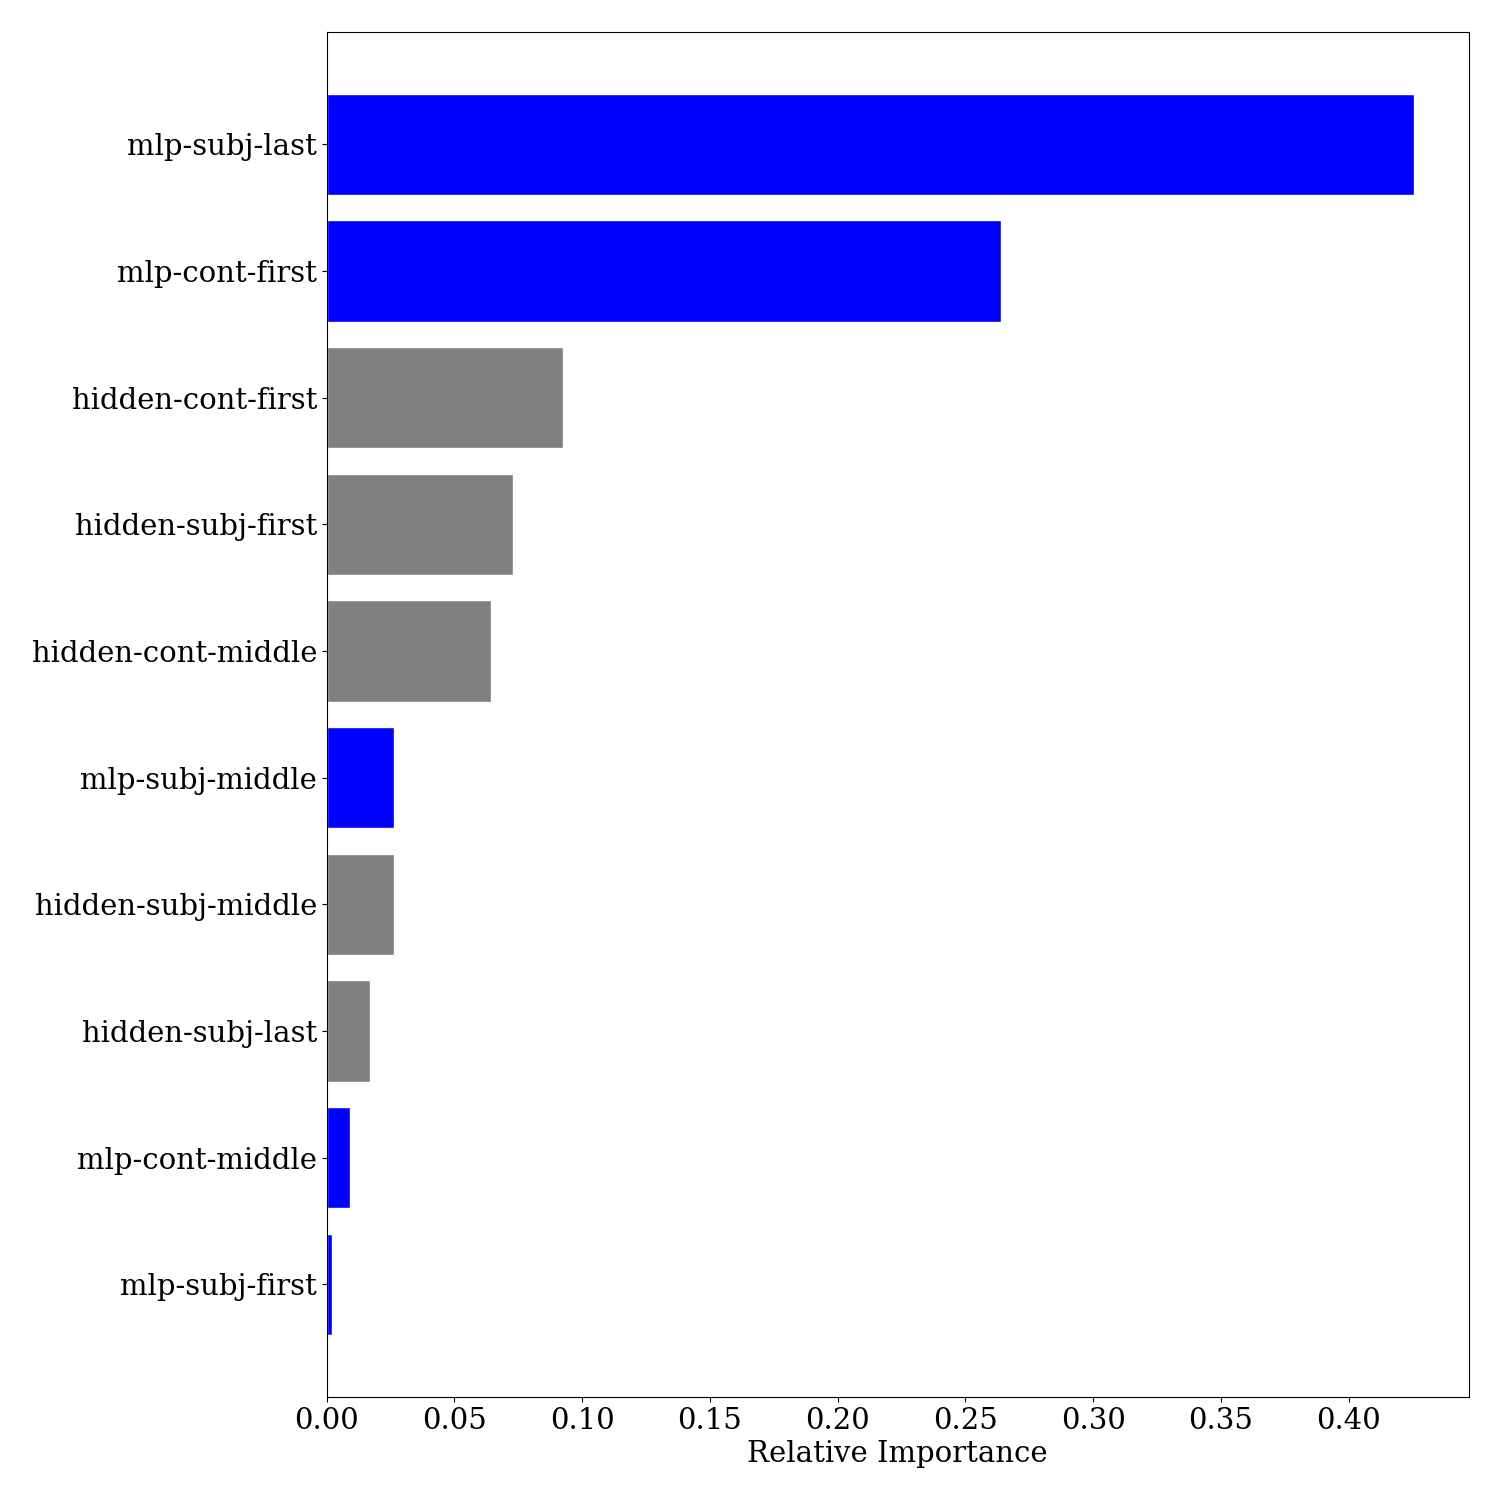 mlp-subj-last
mlp-cont-first
hidden-cont-first
hidden-subj-first
hidden-cont-middle
mlp-subj-middle
hidden-subj-middle
hidden-subj-last
mlp-cont-middle
mlp-subj-first
0.00 0.05 0.10 0.15 0.20 0.25 0.30 0.35 0.40
Relative Importance